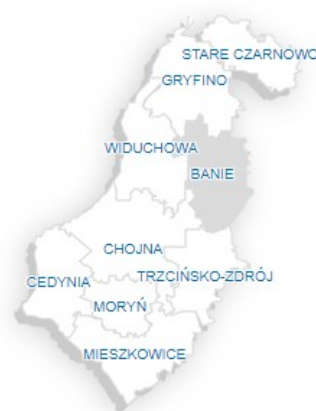 STARE CZARNOWO
GRYFINO
WIDUCHOWA
BANIE
CHOJNA
CEDYNIA
TRZCIŃSKO-ZDRÓJ
MORYŃ
MIESZKOWICE